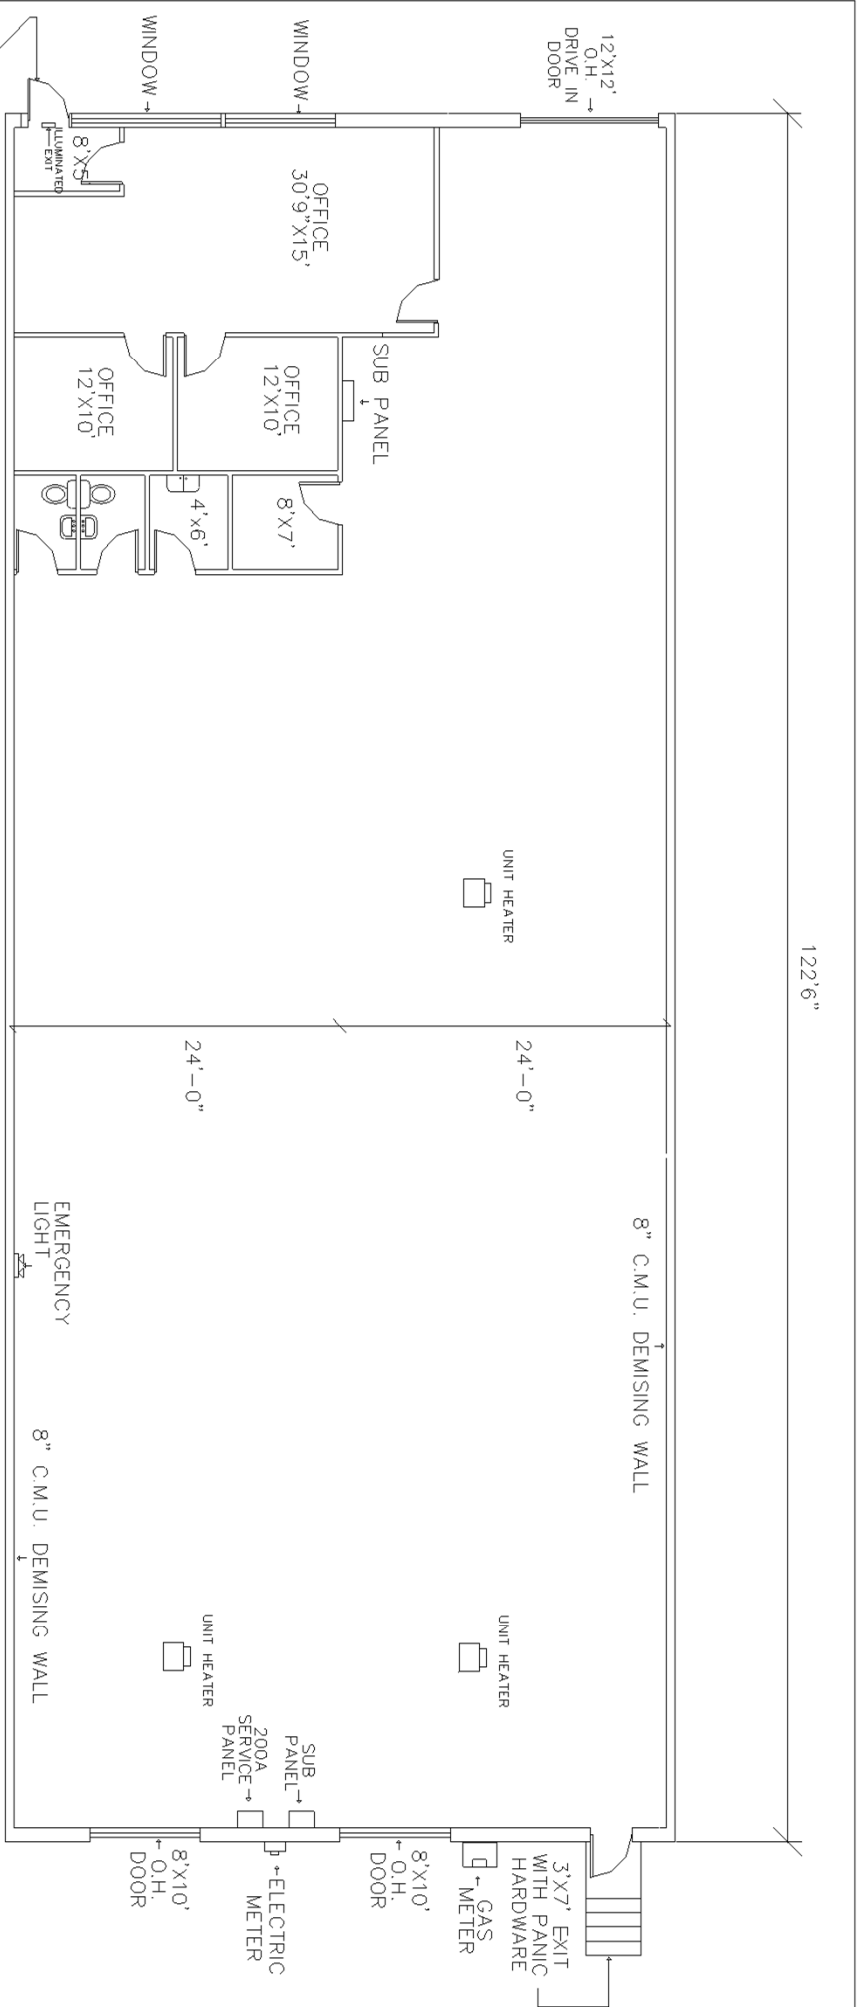 12'X12'
O.H.
DRIVE IN
DOOR
WINDOW
WINDOW
ILLUMINATED
EXIT
8'X5'
OFFICE
30'9"X15'
OFFICE
12'X10'
OFFICE
12'X10'
SUB PANEL
8'X7'
4'x6'
UNIT HEATER
122'6"
24'-0"
24'-0"
8" C.M.U. DEMISING WALL
EMERGENCY
LIGHT
8" C.M.U. DEMISING WALL
UNIT HEATER
UNIT HEATER
SUB
PANEL
200A
SERVICE
PANEL
3'X7' EXIT
WITH PANIC
HARDWARE
GAS
METER
8'X10'
O.H.
DOOR
ELECTRIC
METER
8'X10'
O.H.
DOOR